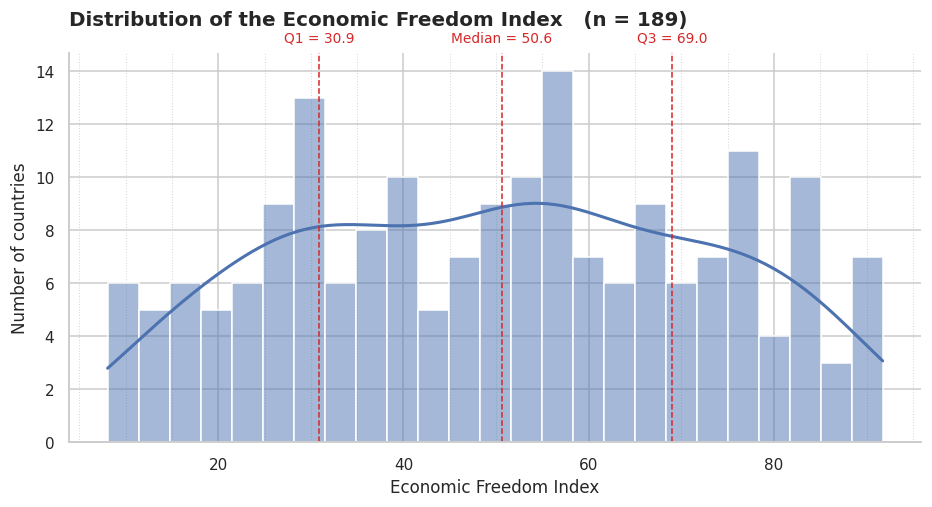 Distribution of the Economic Freedom Index   (n = 189)
Q1 = 30.9 Median = 50.6 Q3 = 69.0
14
12
10
8
6
4
2
0
Number of countries
20 40 60 80
Economic Freedom Index